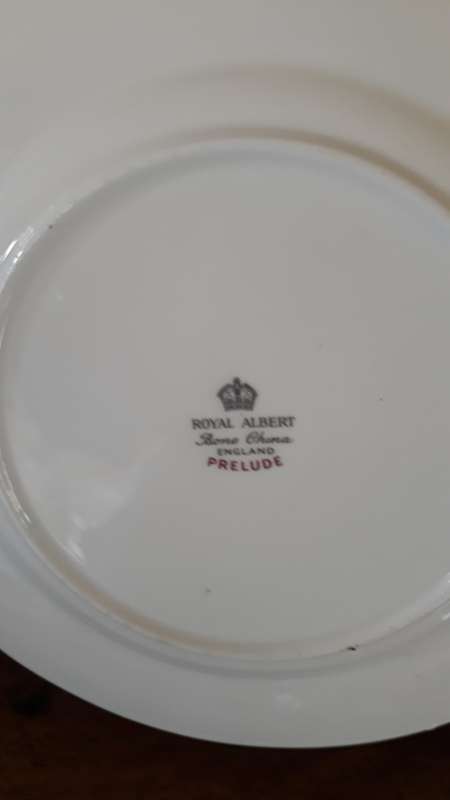 ROYAL ALBERT
Bone China
ENGLAND
PRELUDE